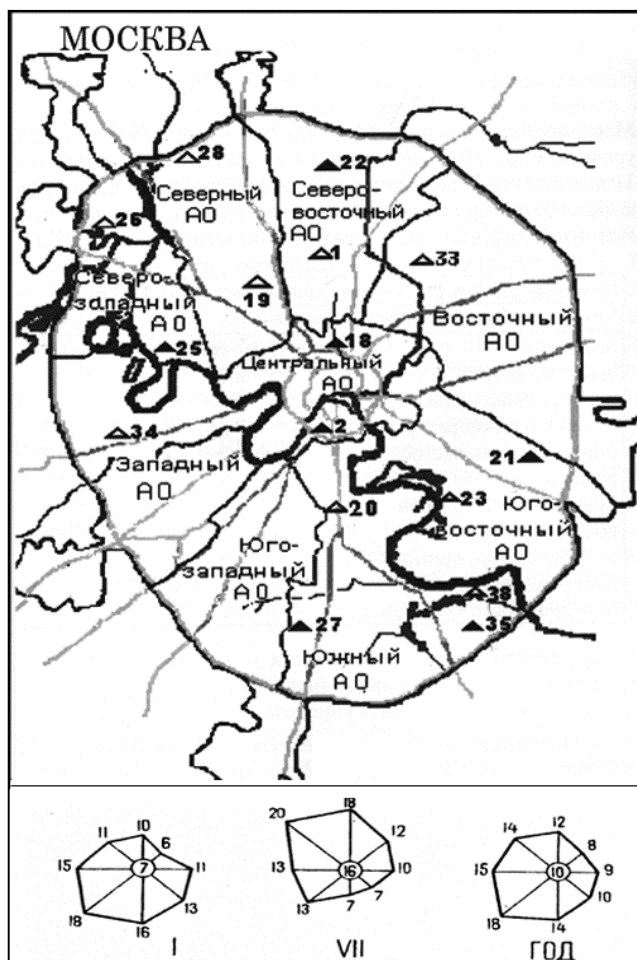 МОСКВА
28
22
Северный
АО
Северо-
восточный
АО
26
1
33
Северо-
западный
АО
19
Восточный
АО
25
18
Центральный
АО
34
2
Западный
АО
21
20
23
Юго-
восточный
АО
Юго-
западный
АО
38
27
35
Южный
АО
10
11
6
15
7
11
18
13
16
I
18
20
12
13
16
10
13
7
7
VII
12
14
8
15
10
9
10
18
14
ГОД